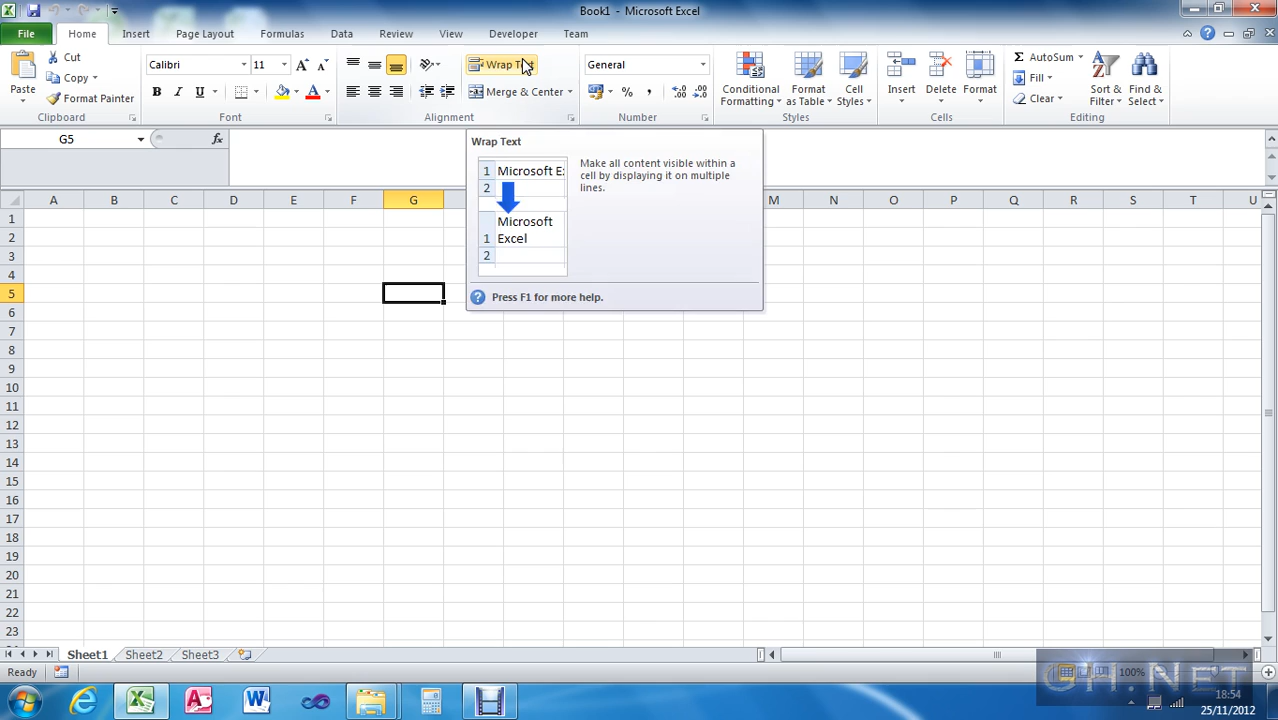 Book1 - Microsoft Excel
File Home Insert Page Layout Formulas Data Review View Developer Team
Cut
Copy
Paste
Format Painter
Clipboard
Calibri 11
B I U
Font
Wrap Text
Merge & Center
Alignment
General
%
Number
Conditional Formatting
Format as Table
Cell Styles
Styles
Insert
Delete
Format
Cells
AutoSum
Fill
Clear
Sort & Filter
Find & Select
Editing
G5
fx
Wrap Text
1 Microsoft E
2
Microsoft
1 Excel
2
Make all content visible within a
cell by displaying it on multiple
lines.
Press F1 for more help.
A B C D E F G M N O P Q R S T U
1
2
3
4
5
6
7
8
9
10
11
12
13
14
15
16
17
18
19
20
21
22
23
Sheet1 Sheet2 Sheet3
Ready
100%
18:54
25/11/2012